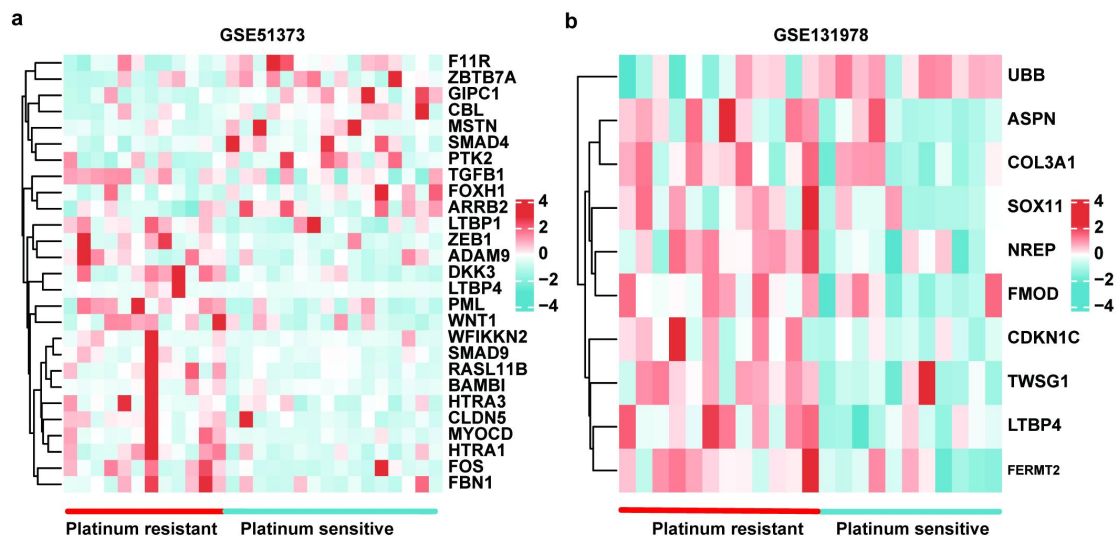 a
GSE51373
F11R
ZBTB7A
GIPC1
CBL
MSTN
SMAD4
PTK2
TGFB1
FOXH1
ARRB2
LTBP1
ZEB1
ADAM9
DKK3
LTBP4
PML
WNT1
WFIKKN2
SMAD9
RASL11B
BAMBI
HTRA3
CLDN5
MYOCD
HTRA1
FOS
FBN1
4
2
0
−2
−4
Platinum resistant Platinum sensitive
b
GSE131978
UBB
ASPN
COL3A1
SOX11
NREP
FMOD
CDKN1C
TWSG1
LTBP4
FERMT2
4
2
0
−2
−4
Platinum resistant Platinum sensitive